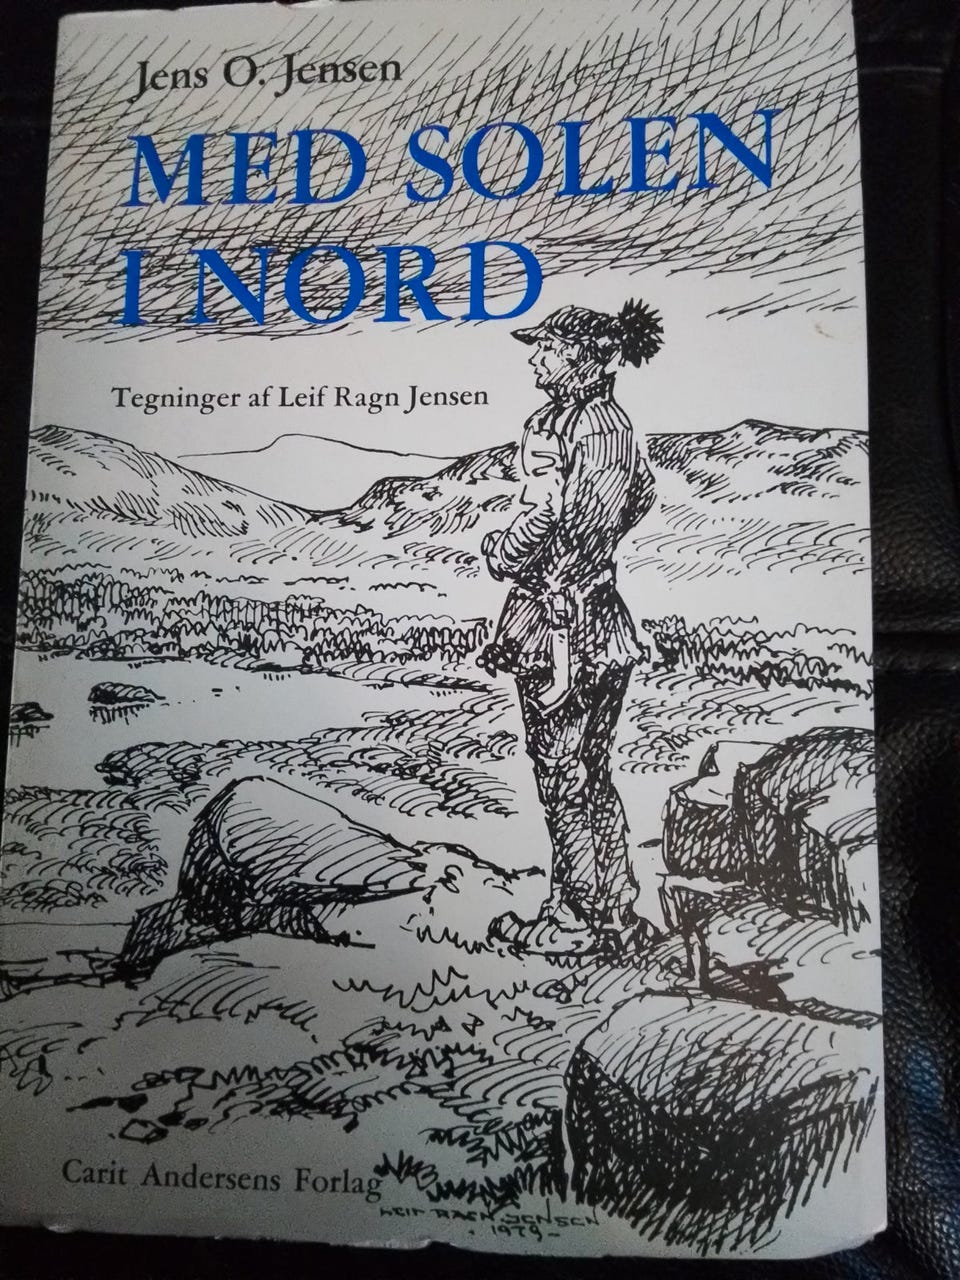 Jens O. Jensen
MED SOLEN
I NORD
Tegninger af Leif Ragn Jensen
Carit Andersens Forlag
LEIF RAGN JENSEN
1979-